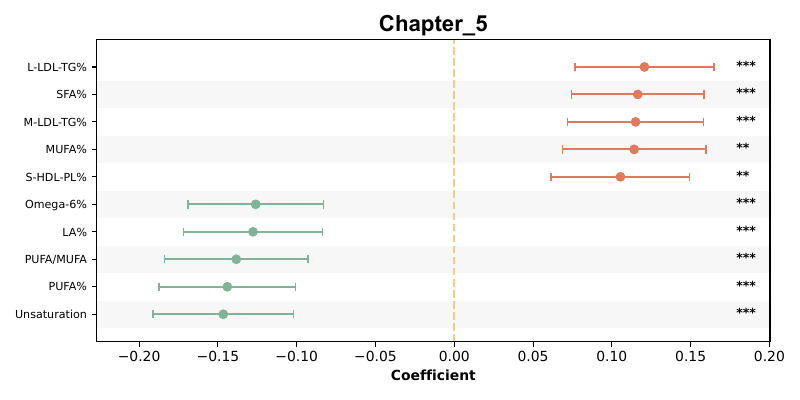 Chapter_5
L-LDL-TG% ***
SFA% ***
M-LDL-TG% ***
MUFA% **
S-HDL-PL% **
Omega-6% ***
LA% ***
PUFA/MUFA ***
PUFA% ***
Unsaturation ***
−0.20 −0.15 −0.10 −0.05 0.00 0.05 0.10 0.15 0.20
Coefficient